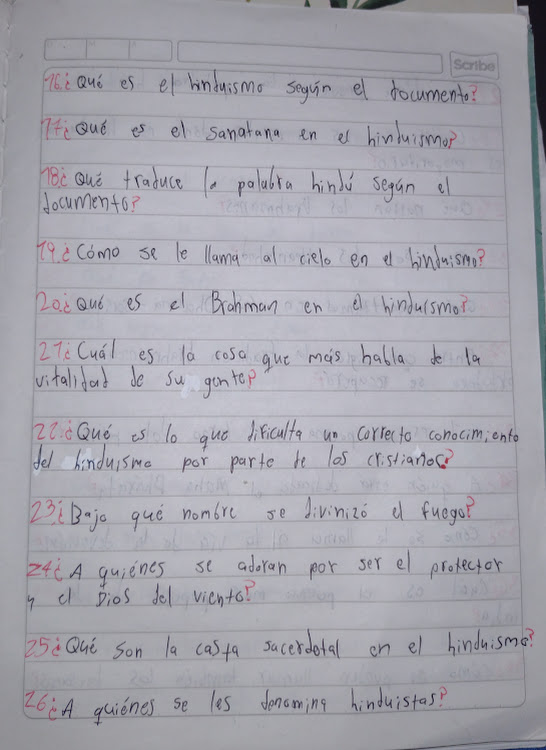 Scribe
16¿Qué es el hinduismo según el documento?
17¿Qué es el sanatana en el hinduismo?
18¿Qué traduce la palabra hindú según el
documento?
19.¿Cómo se le llama al cielo en el hinduismo?
20¿Qué es el Brahman en el hinduismo?
21¿Cuál es la cosa que más habla de la
vitalidad de su gente?
22.¿Qué es lo que dificulta un correcto conocimiento
del hinduismo por parte de los cristianos?
23¿Bajo qué nombre se divinizó el fuego?
24¿A quiénes se adoran por ser el protector
y el Dios del viento?
25¿Qué son la casta sacerdotal en el hinduismo?
26¿A quiénes se les denomina hinduistas?